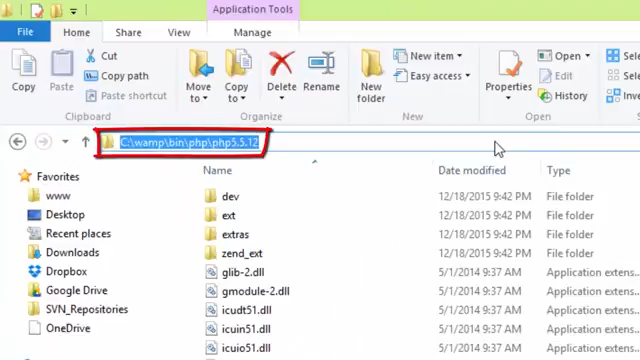 Application Tools
File Home Share View Manage
Copy Paste Cut Copy path Paste shortcut
Clipboard
Move to Copy to Delete Rename
Organize
New folder New item Easy access
New
Properties Open Edit History
Open
Sele
C:\wamp\bin\php\php5.5.12
Favorites
www
Desktop
Recent places
Downloads
Dropbox
Google Drive
SVN_Repositories
OneDrive
Name Date modified Type
dev 12/18/2015 9:42 PM File folder
ext 12/18/2015 9:42 PM File folder
extras 12/18/2015 9:42 PM File folder
zend_ext 12/18/2015 9:42 PM File folder
glib-2.dll 5/1/2014 9:37 AM Application extens...
gmodule-2.dll 5/1/2014 9:37 AM Application extens...
icudt51.dll 5/1/2014 9:37 AM Application extens...
icuin51.dll 5/1/2014 9:37 AM Application extens...
icuio51.dll 5/1/2014 9:37 AM Application extens...